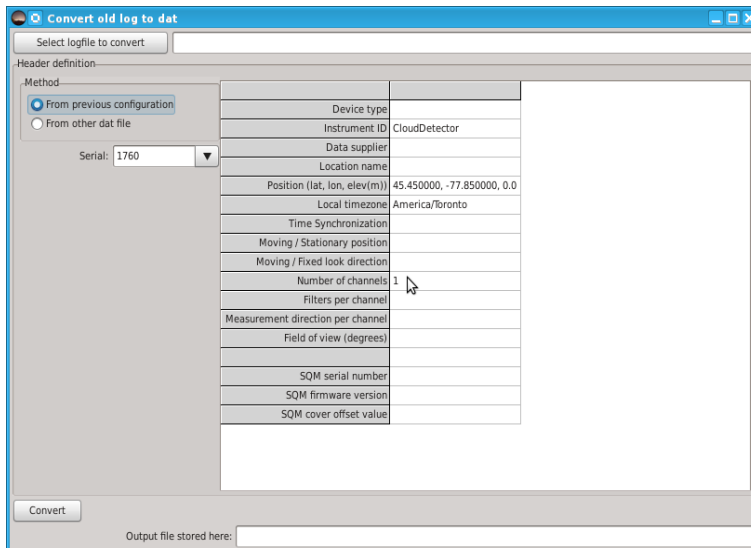 Convert old log to dat
Select logfile to convert
Header definition
Method
From previous configuration
From other dat file
Serial: 1760
Device type
Instrument ID CloudDetector
Data supplier
Location name
Position (lat, lon, elev(m)) 45.450000, -77.850000, 0.0
Local timezone America/Toronto
Time Synchronization
Moving / Stationary position
Moving / Fixed look direction
Number of channels 1
Filters per channel
Measurement direction per channel
Field of view (degrees)
SQM serial number
SQM firmware version
SQM cover offset value
Convert
Output file stored here: